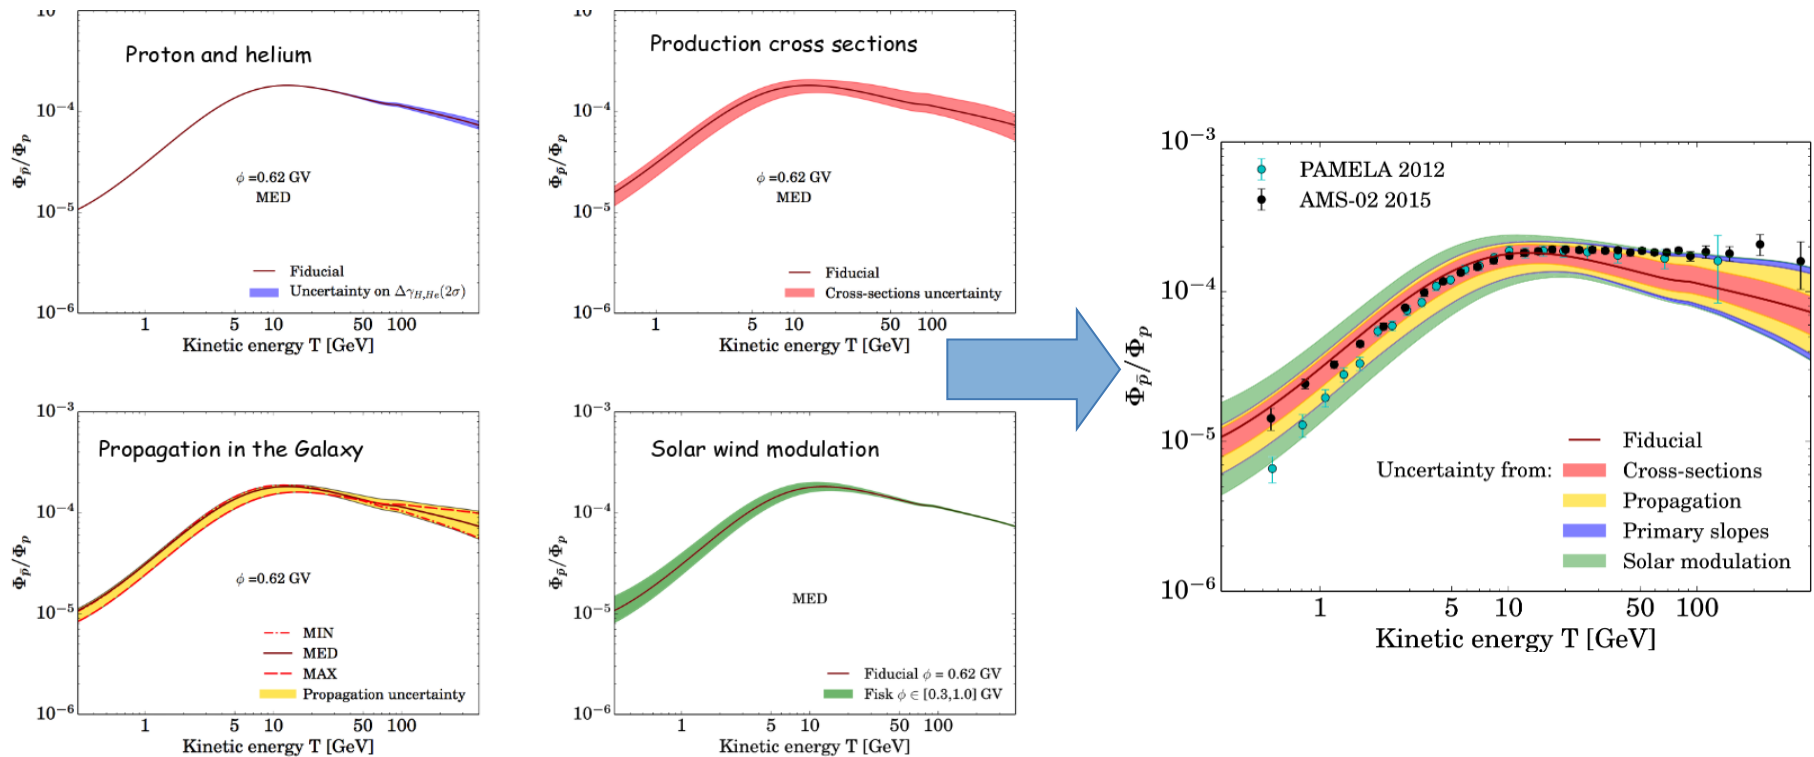 Proton and helium
10⁻⁴
10⁻⁵
10⁻⁶
Φp̄/Φp
ϕ =0.62 GV
MED
Fiducial
Uncertainty on ΔγH,He(2σ)
1 5 10 50 100
Kinetic energy T [GeV]
Production cross sections
10⁻⁴
10⁻⁵
10⁻⁶
Φp̄/Φp
ϕ =0.62 GV
MED
Fiducial
Cross-sections uncertainty
1 5 10 50 100
Kinetic energy T [GeV]
10⁻³
Propagation in the Galaxy
10⁻⁴
10⁻⁵
10⁻⁶
Φp̄/Φp
ϕ =0.62 GV
MIN
MED
MAX
Propagation uncertainty
1 5 10 50 100
Kinetic energy T [GeV]
10⁻³
Solar wind modulation
10⁻⁴
10⁻⁵
10⁻⁶
Φp̄/Φp
MED
Fiducial ϕ = 0.62 GV
Fisk ϕ ∈ [0.3,1.0] GV
1 5 10 50 100
Kinetic energy T [GeV]
10⁻³
10⁻⁴
10⁻⁵
10⁻⁶
Φp̄/Φp
PAMELA 2012
AMS-02 2015
Fiducial
Uncertainty from: Cross-sections
Propagation
Primary slopes
Solar modulation
1 5 10 50 100
Kinetic energy T [GeV]